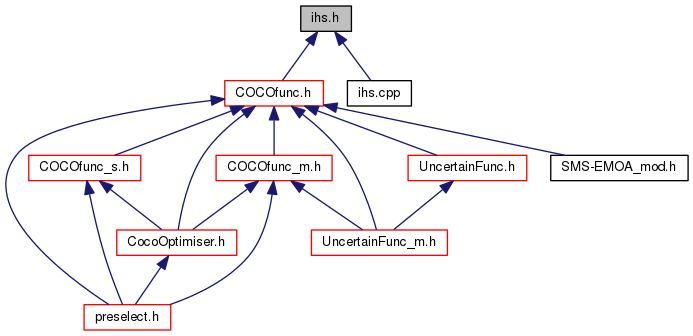 ihs.h
COCOfunc.h
ihs.cpp
COCOfunc_s.h
COCOfunc_m.h
UncertainFunc.h
SMS-EMOA_mod.h
CocoOptimiser.h
UncertainFunc_m.h
preselect.h